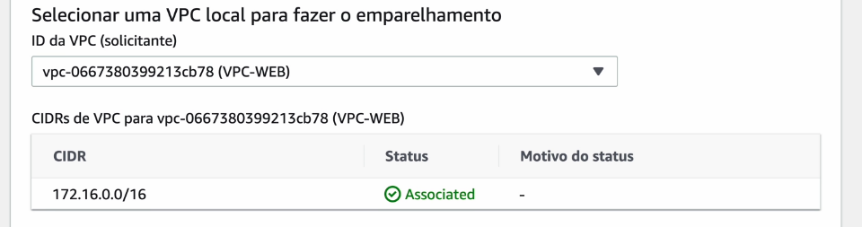 Selecionar uma VPC local para fazer o emparelhamento
ID da VPC (solicitante)
vpc-0667380399213cb78 (VPC-WEB)
CIDRs de VPC para vpc-0667380399213cb78 (VPC-WEB)
CIDR Status Motivo do status
172.16.0.0/16 Associated -